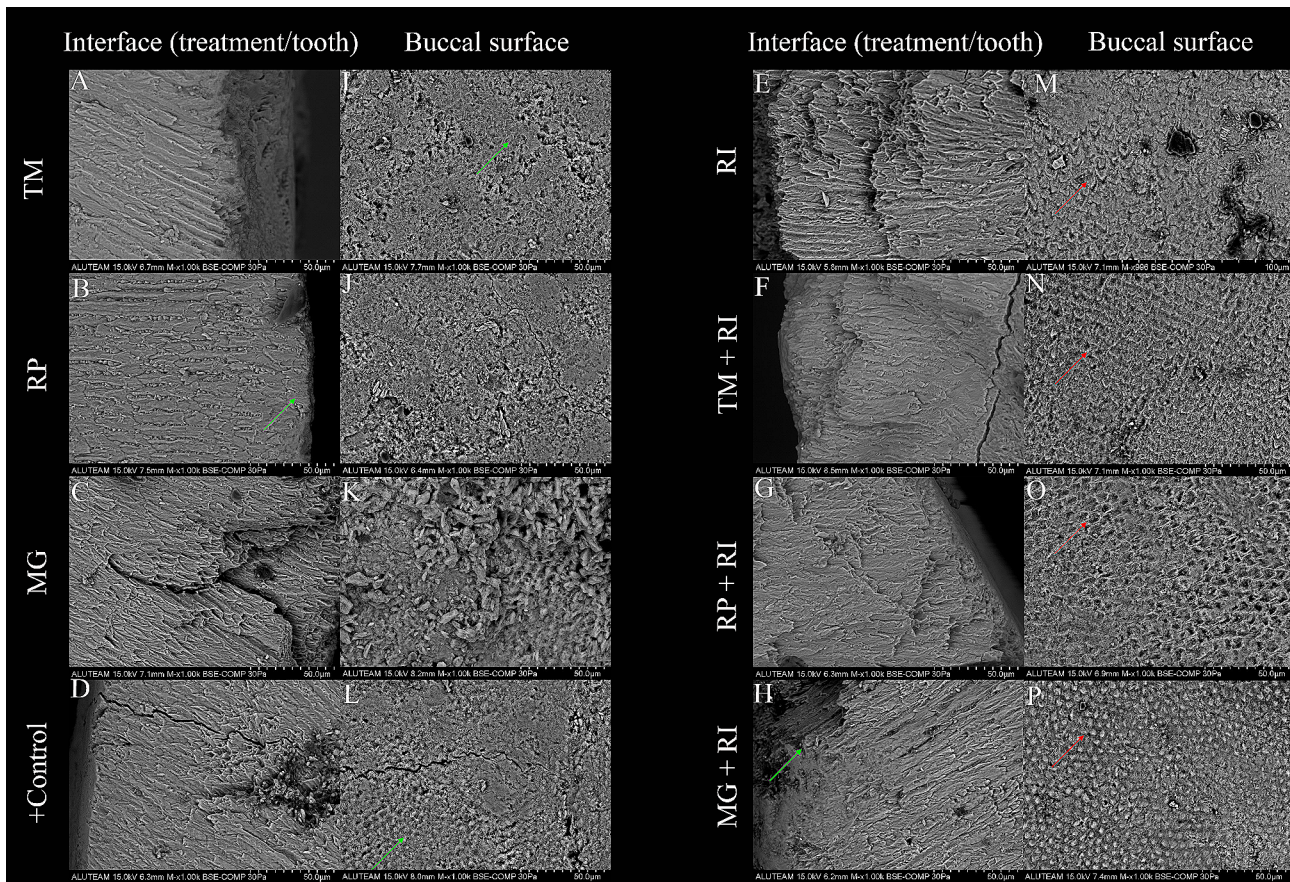 Interface (treatment/tooth) Buccal surface
TM
A
ALUTEAM 15.0kV 6.7mm M-x1.00k BSE-COMP 30Pa 50.0µm
I
ALUTEAM 15.0kV 7.7mm M-x1.00k BSE-COMP 30Pa 50.0µm
RP
B
ALUTEAM 15.0kV 7.5mm M-x1.00k BSE-COMP 30Pa 50.0µm
J
ALUTEAM 15.0kV 6.4mm M-x1.00k BSE-COMP 30Pa 50.0µm
MG
C
ALUTEAM 15.0kV 7.1mm M-x1.00k BSE-COMP 30Pa 50.0µm
K
ALUTEAM 15.0kV 8.2mm M-x1.00k BSE-COMP 30Pa 50.0µm
+Control
D
ALUTEAM 15.0kV 6.3mm M-x1.00k BSE-COMP 30Pa 50.0µm
L
ALUTEAM 15.0kV 8.0mm M-x1.00k BSE-COMP 30Pa 50.0µm
Interface (treatment/tooth) Buccal surface
RI
E
ALUTEAM 15.0kV 5.8mm M-x1.00k BSE-COMP 30Pa 50.0µm
M
ALUTEAM 15.0kV 7.1mm M-x996 BSE-COMP 30Pa 100µm
TM + RI
F
ALUTEAM 15.0kV M-x1.00k BSE-COMP 30Pa 50.0µm
N
ALUTEAM 15.0kV 7.1mm M-x1.00k BSE-COMP 30Pa 50.0µm
RP + RI
G
ALUTEAM 15.0kV 6.3mm M-x1.00k BSE-COMP 30Pa 50.0µm
O
ALUTEAM 15.0kV 6.9mm M-x1.00k BSE-COMP 30Pa 50.0µm
MG + RI
H
ALUTEAM 15.0kV 6.2mm M-x1.00k BSE-COMP 30Pa 50.0µm
P
ALUTEAM 15.0kV 7.4mm M-x1.00k BSE-COMP 30Pa 50.0µm